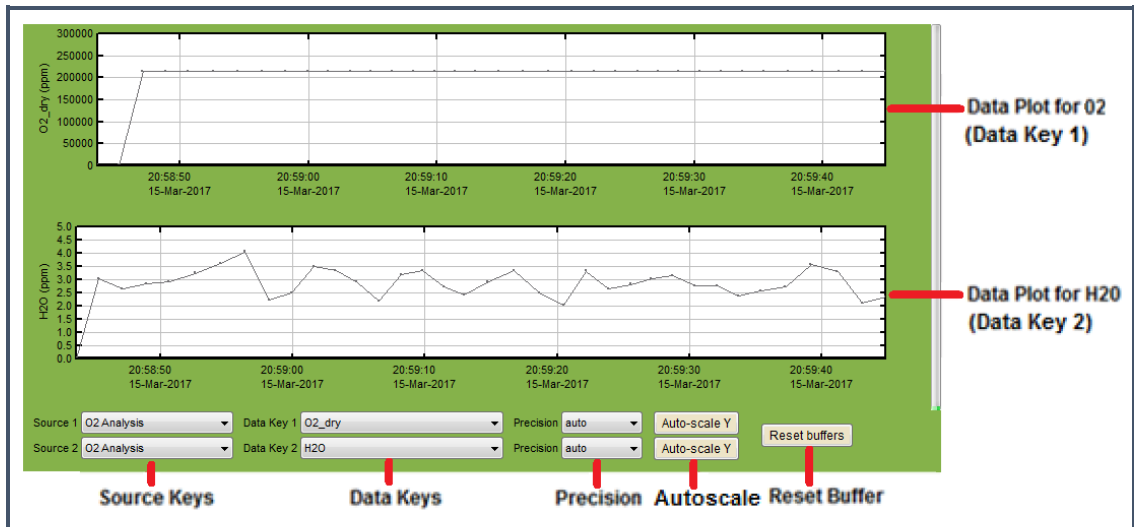 300000
250000
200000
150000
100000
50000
0
O2_dry (ppm)
20:58:50 20:59:00 20:59:10 20:59:20 20:59:30 20:59:40
15-Mar-2017 15-Mar-2017 15-Mar-2017 15-Mar-2017 15-Mar-2017 15-Mar-2017
Data Plot for 02
(Data Key 1)
5.0
4.5
4.0
3.5
3.0
2.5
2.0
1.5
1.0
0.5
0.0
H2O (ppm)
20:58:50 20:59:00 20:59:10 20:59:20 20:59:30 20:59:40
15-Mar-2017 15-Mar-2017 15-Mar-2017 15-Mar-2017 15-Mar-2017 15-Mar-2017
Data Plot for H20
(Data Key 2)
Source 1 O2 Analysis Data Key 1 O2_dry Precision auto Auto-scale Y
Source 2 O2 Analysis Data Key 2 H2O Precision auto Auto-scale Y
Reset buffers
Source Keys Data Keys Precision Autoscale Reset Buffer